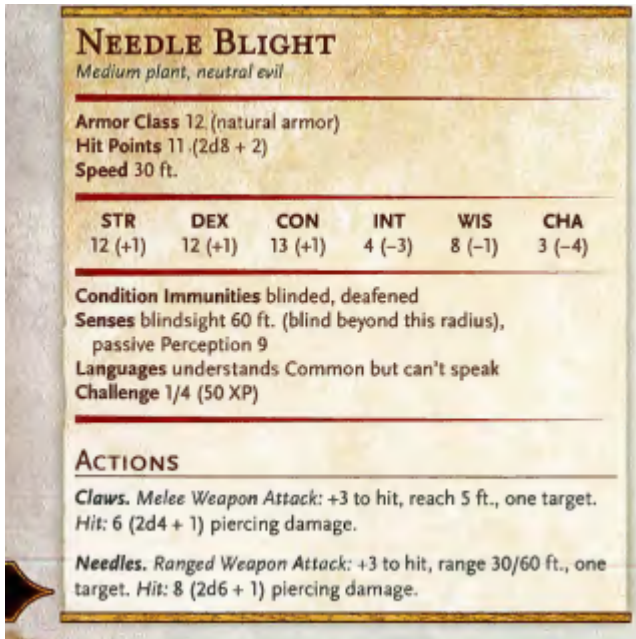 NEEDLE BLIGHT
Medium plant, neutral evil
Armor Class 12 (natural armor)
Hit Points 11 (2d8 + 2)
Speed 30 ft.
STR DEX CON INT WIS CHA
12 (+1) 12 (+1) 13 (+1) 4 (–3) 8 (–1) 3 (–4)
Condition Immunities blinded, deafened
Senses blindsight 60 ft. (blind beyond this radius),
passive Perception 9
Languages understands Common but can't speak
Challenge 1/4 (50 XP)
ACTIONS
Claws. Melee Weapon Attack: +3 to hit, reach 5 ft., one target.
Hit: 6 (2d4 + 1) piercing damage.
Needles. Ranged Weapon Attack: +3 to hit, range 30/60 ft., one
target. Hit: 8 (2d6 + 1) piercing damage.